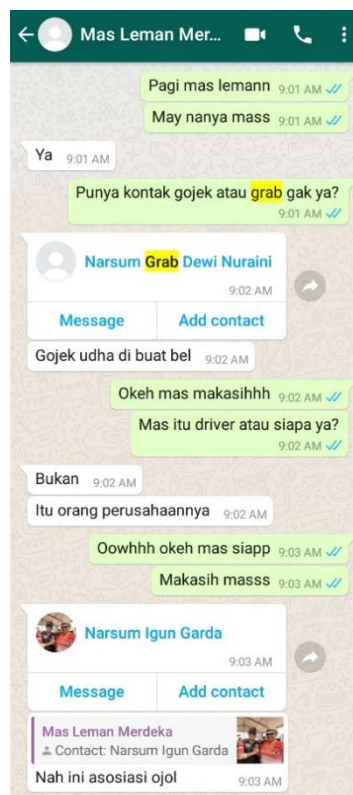 Mas Leman Mer...
Pagi mas lemann 9:01 AM
May nanya mass 9:01 AM
Ya 9:01 AM
Punya kontak gojek atau grab gak ya?
9:01 AM
Narsum Grab Dewi Nuraini
9:02 AM
Message Add contact
Gojek udha di buat bel 9:02 AM
Okeh mas makasihhh 9:02 AM
Mas itu driver atau siapa ya?
9:02 AM
Bukan 9:02 AM
Itu orang perusahaannya 9:02 AM
Oowhhh okeh mas siapp 9:03 AM
Makasih masss 9:03 AM
Narsum Igun Garda
9:03 AM
Message Add contact
Mas Leman Merdeka
Contact: Narsum Igun Garda
Nah ini asosiasi ojol 9:03 AM